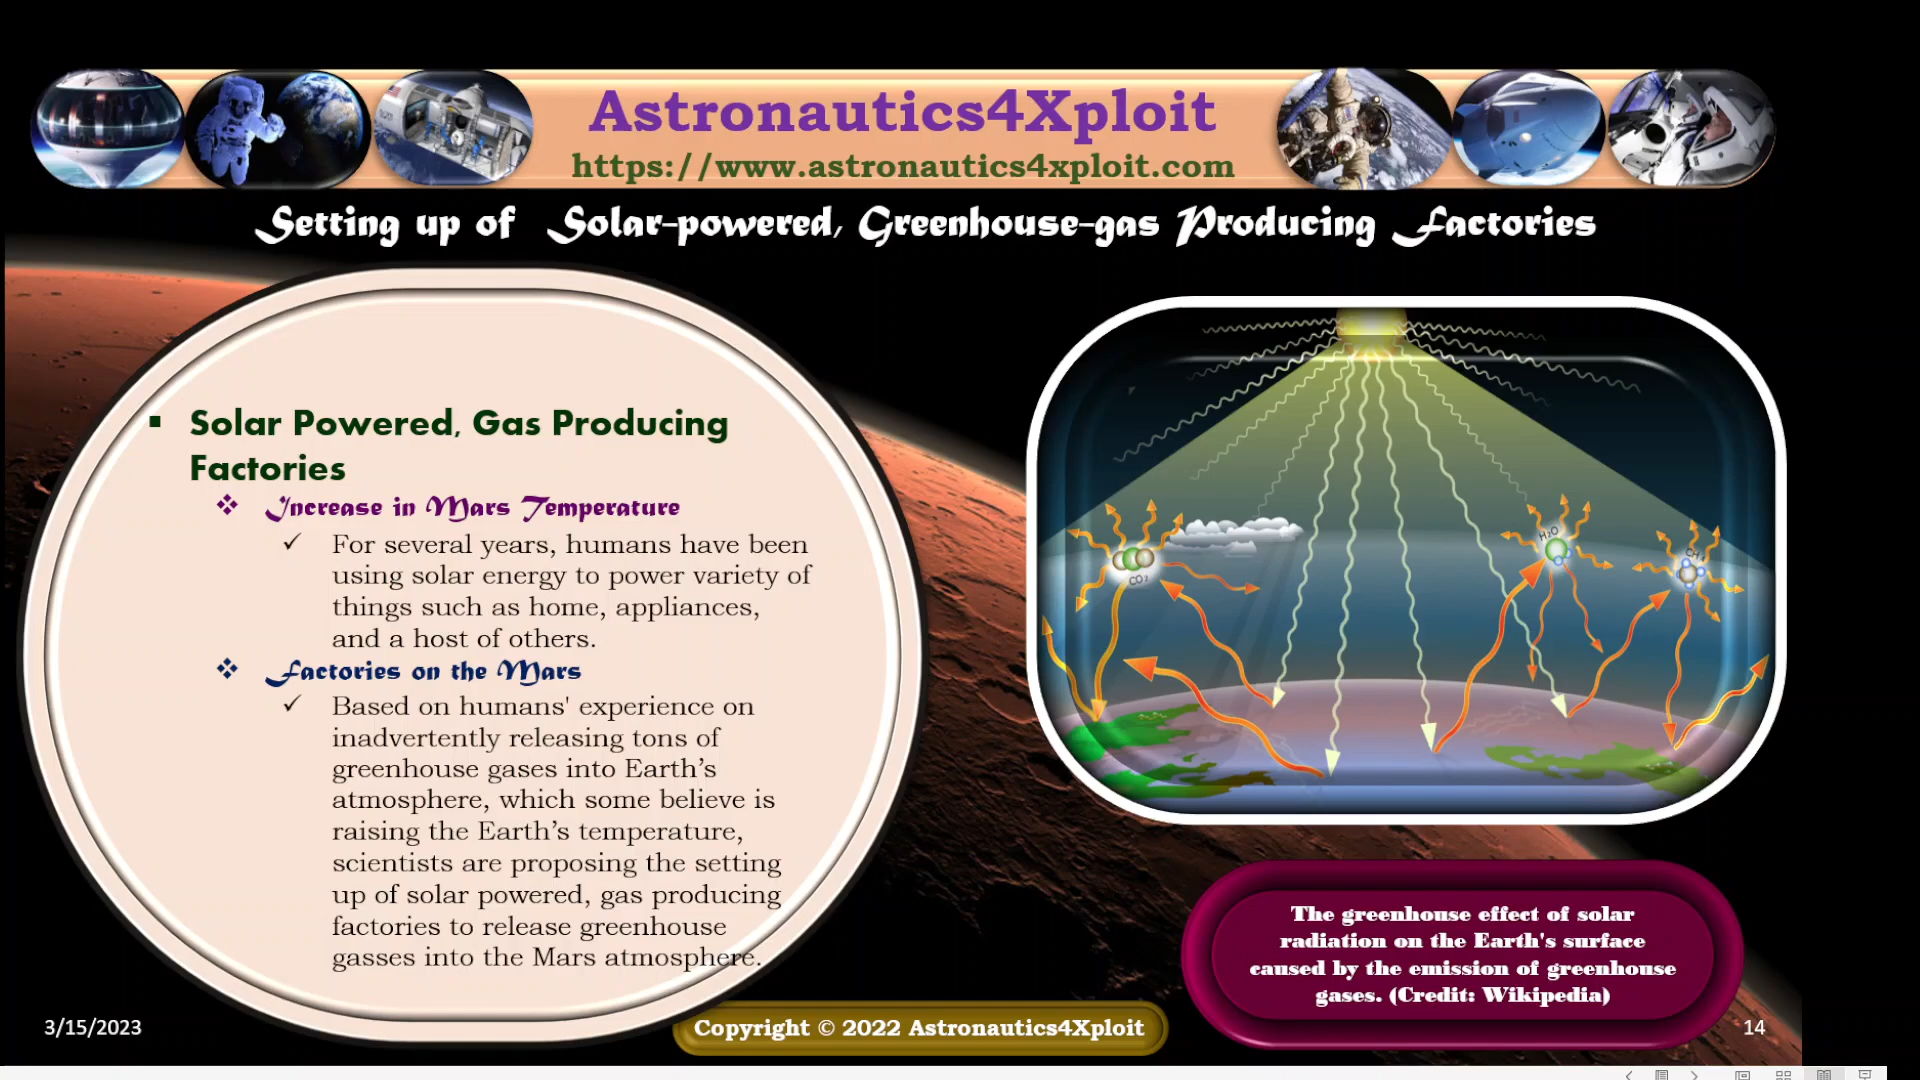 Astronautics4Xploit
https://www.astronautics4xploit.com
Setting up of Solar-powered, Greenhouse-gas Producing Factories
▪ Solar Powered, Gas Producing
Factories
❖ Increase in Mars Temperature
✓ For several years, humans have been
using solar energy to power variety of
things such as home, appliances,
and a host of others.
❖ Factories on the Mars
✓ Based on humans' experience on
inadvertently releasing tons of
greenhouse gases into Earth’s
atmosphere, which some believe is
raising the Earth’s temperature,
scientists are proposing the setting
up of solar powered, gas producing
factories to release greenhouse
gasses into the Mars atmosphere.
CO2
H2O
The greenhouse effect of solar
radiation on the Earth's surface
caused by the emission of greenhouse
gases. (Credit: Wikipedia)
3/15/2023
Copyright © 2022 Astronautics4Xploit
14